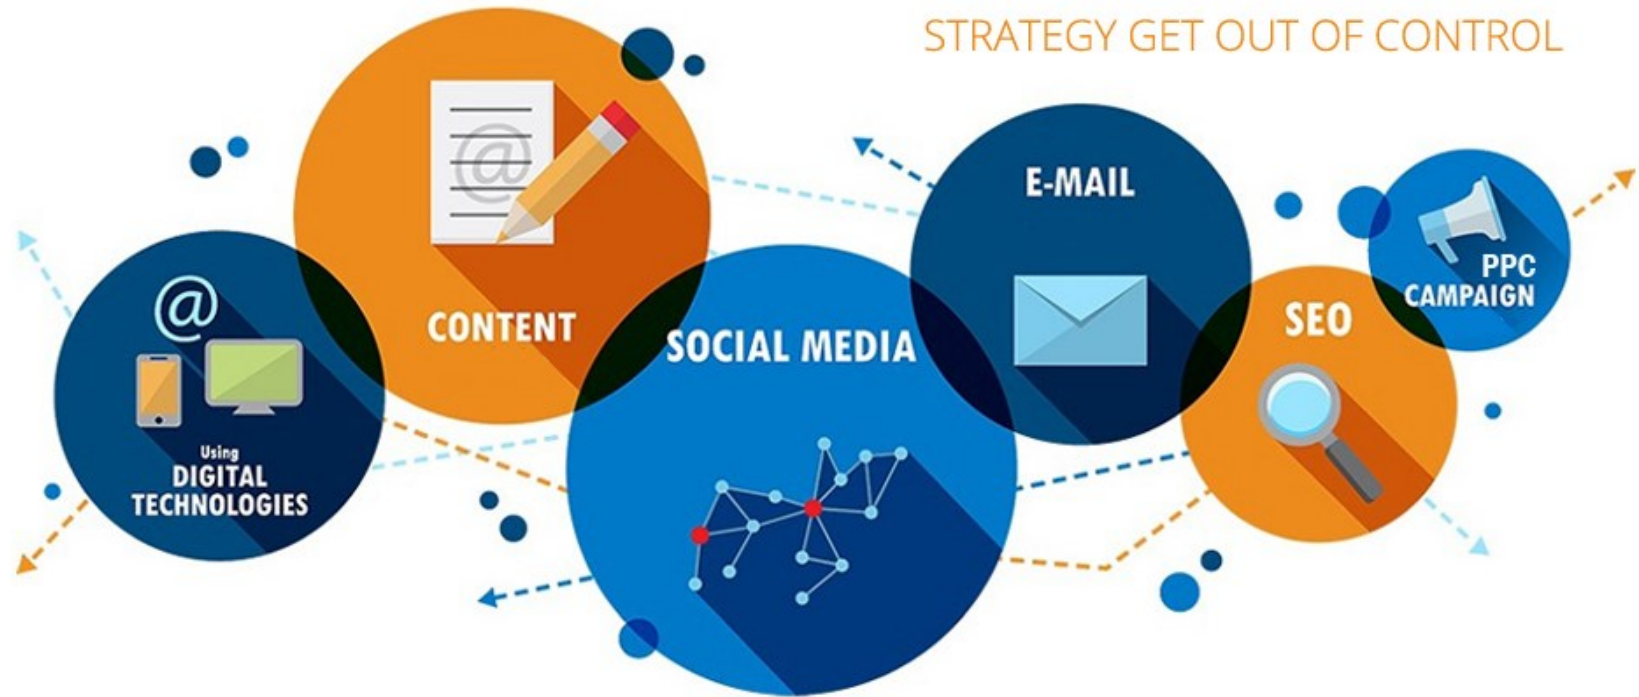 STRATEGY GET OUT OF CONTROL
@
Using
DIGITAL
TECHNOLOGIES
@
CONTENT
SOCIAL MEDIA
E-MAIL
SEO
PPC
CAMPAIGN